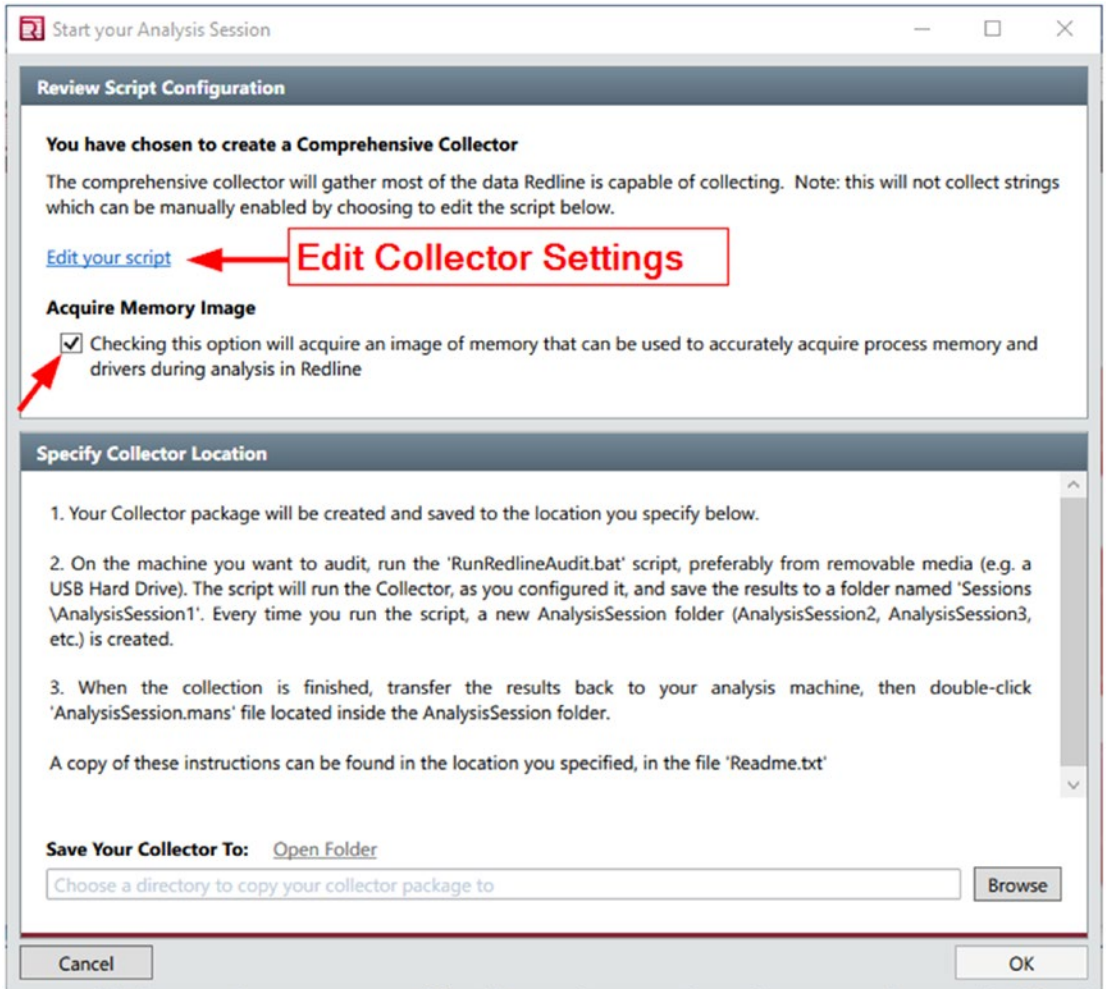 Start your Analysis Session
Review Script Configuration
You have chosen to create a Comprehensive Collector
The comprehensive collector will gather most of the data Redline is capable of collecting.  Note: this will not collect strings
which can be manually enabled by choosing to edit the script below.
Edit your script
Edit Collector Settings
Acquire Memory Image
Checking this option will acquire an image of memory that can be used to accurately acquire process memory and
drivers during analysis in Redline
Specify Collector Location
1. Your Collector package will be created and saved to the location you specify below.
2. On the machine you want to audit, run the 'RunRedlineAudit.bat' script, preferably from removable media (e.g. a
USB Hard Drive). The script will run the Collector, as you configured it, and save the results to a folder named 'Sessions
\AnalysisSession1'. Every time you run the script, a new AnalysisSession folder (AnalysisSession2, AnalysisSession3,
etc.) is created.
3. When the collection is finished, transfer the results back to your analysis machine, then double-click
'AnalysisSession.mans' file located inside the AnalysisSession folder.
A copy of these instructions can be found in the location you specified, in the file 'Readme.txt'
Save Your Collector To: Open Folder
Choose a directory to copy your collector package to
Browse
Cancel
OK